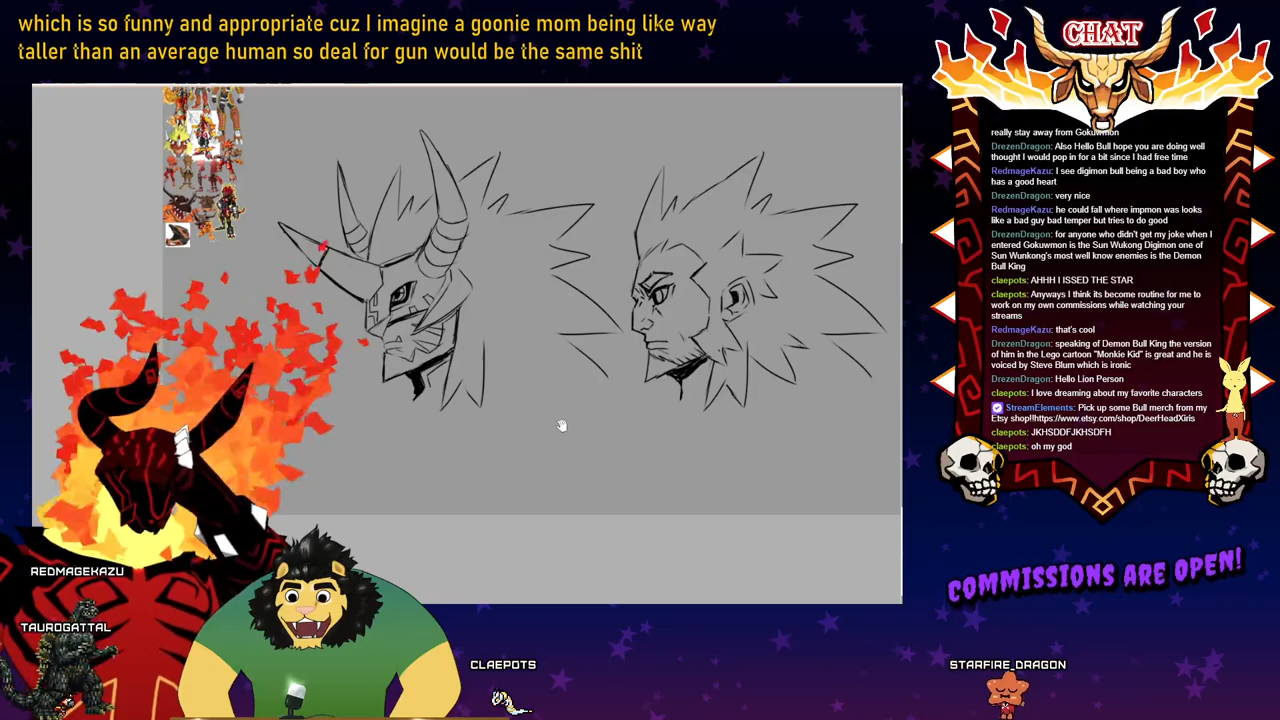 which is so funny and appropriate cuz I imagine a goonie mom being like way
taller than an average human so deal for gun would be the same shit
CHAT
really stay away from Gokuwmon
DrezenDragon: Also Hello Bull hope you are doing well
thought I would pop in for a bit since I had free time
RedmageKazu: I see digimon bull being a bad boy who
has a good heart
DrezenDragon: very nice
RedmageKazu: he could fall where impmon was looks
like a bad guy bad temper but tries to do good
DrezenDragon: for anyone who didn't get my joke when I
entered Gokuwmon is the Sun Wukong Digimon one of
Sun Wunkong's most well know enemies is the Demon
Bull King
claepots: AHHH I ISSED THE STAR
claepots: Anyways I think its become routine for me to
work on my own commissions while watching your
streams
RedmageKazu: that's cool
DrezenDragon: speaking of Demon Bull King the version
of him in the Lego cartoon "Monkie Kid" is great and he is
voiced by Steve Blum which is ironic
DrezenDragon: Hello Lion Person
claepots: I love dreaming about my favorite characters
StreamElements: Pick up some Bull merch from my
Etsy shop!!https://www.etsy.com/shop/DeerHeadXiris
claepots: JKHSDDFJKHSDFH
claepots: oh my god
COMMISSIONS ARE OPEN!
REDMAGEKAZU
TAUROGATTAL
CLAEPOTS
STARFIRE_DRAGON